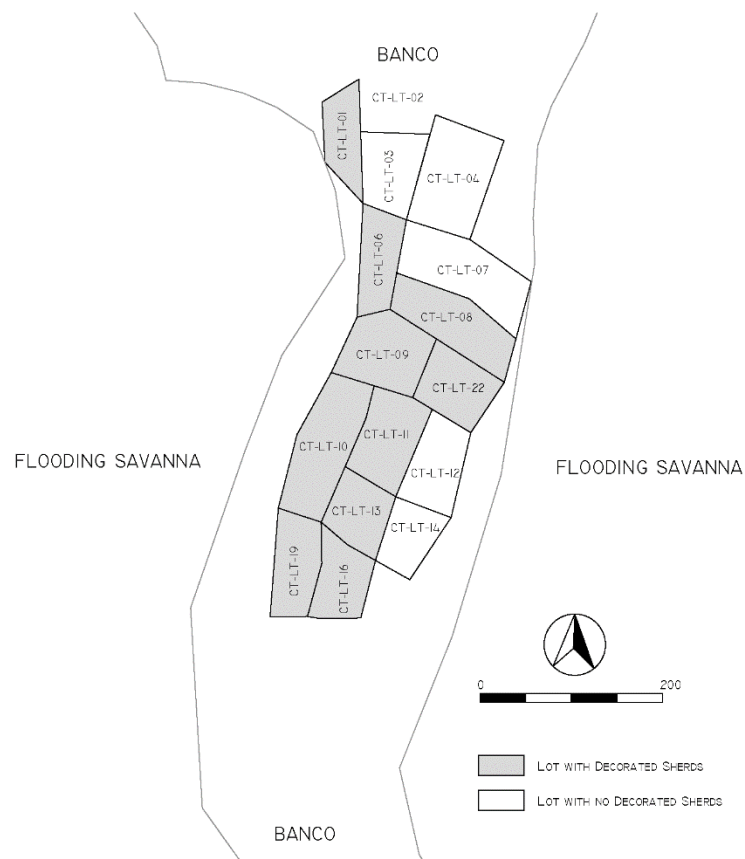 BANCO
CT-LT-02
CT-LT-01
CT-LT-03
CT-LT-04
CT-LT-06
CT-LT-07
CT-LT-08
CT-LT-09
CT-LT-22
CT-LT-10
CT-LT-11
FLOODING SAVANNA
FLOODING SAVANNA
CT-LT-12
CT-LT-13
CT-LT-14
CT-LT-19
CT-LT-16
0 200
LOT WITH DECORATED SHERDS
LOT WITH NO DECORATED SHERDS
BANCO